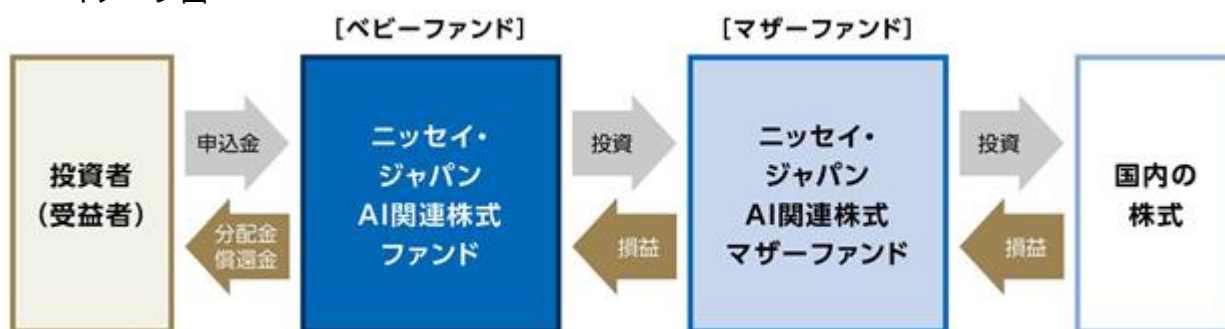 ［ベビーファンド］
［マザーファンド］
投資者
（受益者）
申込金
分配金
償還金
ニッセイ・
ジャパン
AI関連株式
ファンド
投資
損益
ニッセイ・
ジャパン
AI関連株式
マザーファンド
投資
損益
国内の
株式